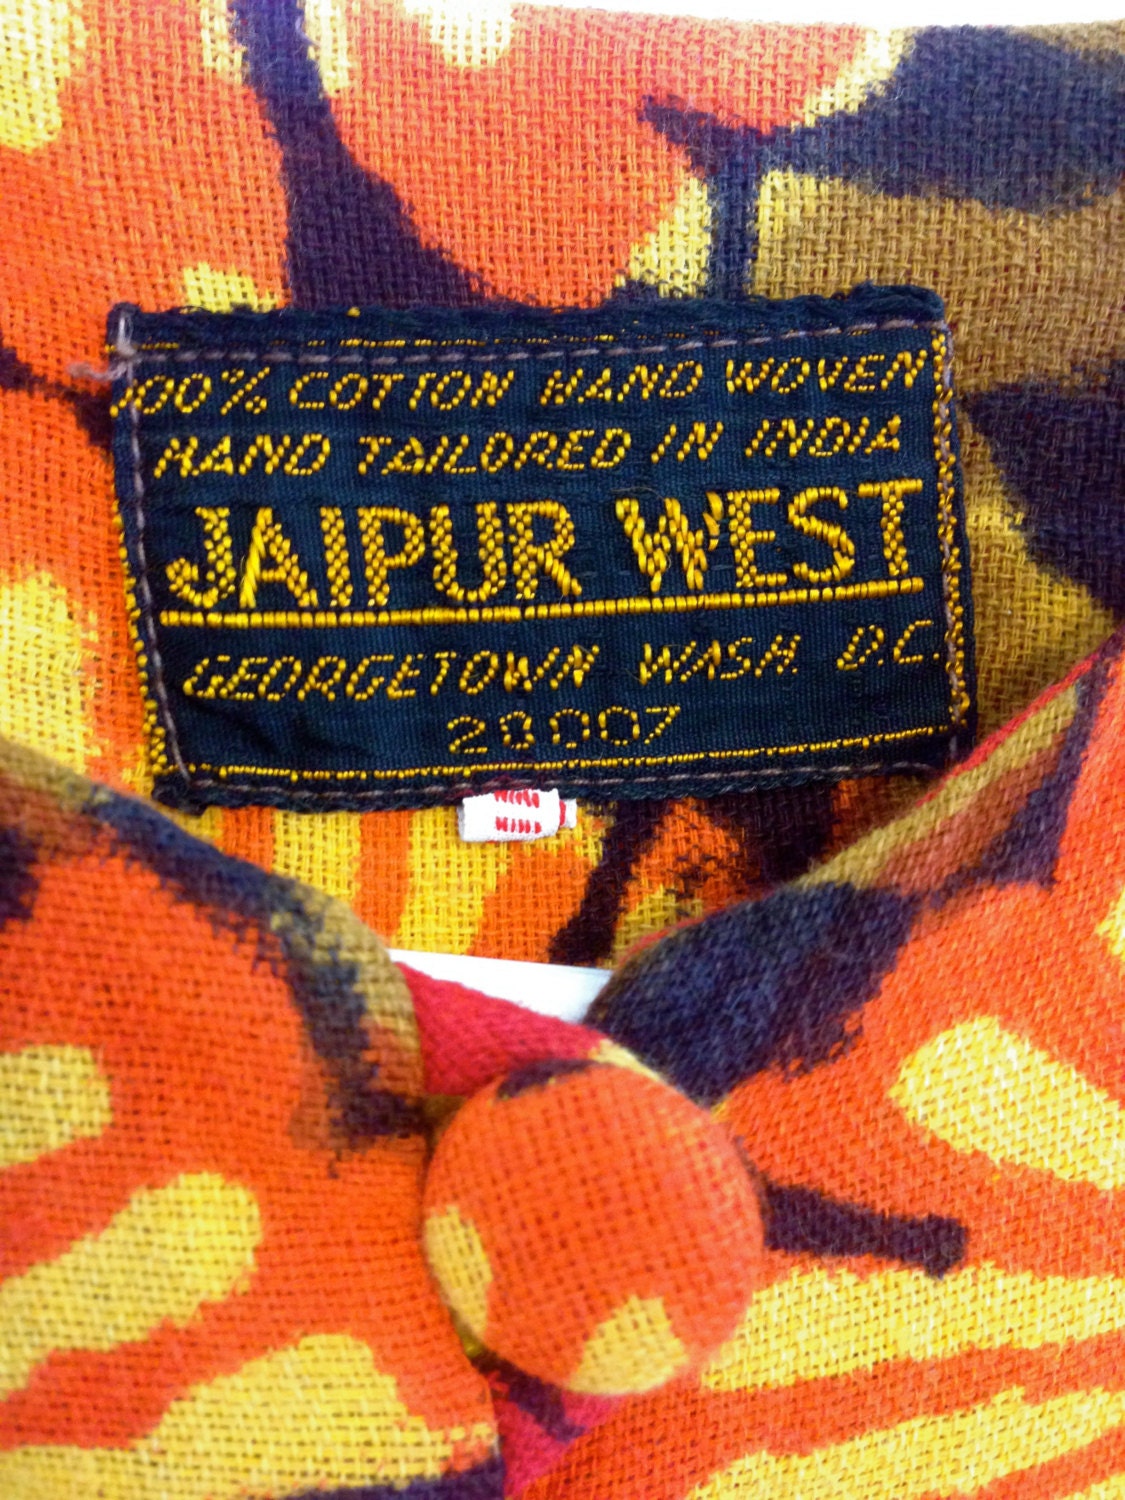 100% COTTON HAND WOVEN
HAND TAILORED IN INDIA
JAIPUR WEST
GEORGETOWN WASH. D.C.
20007